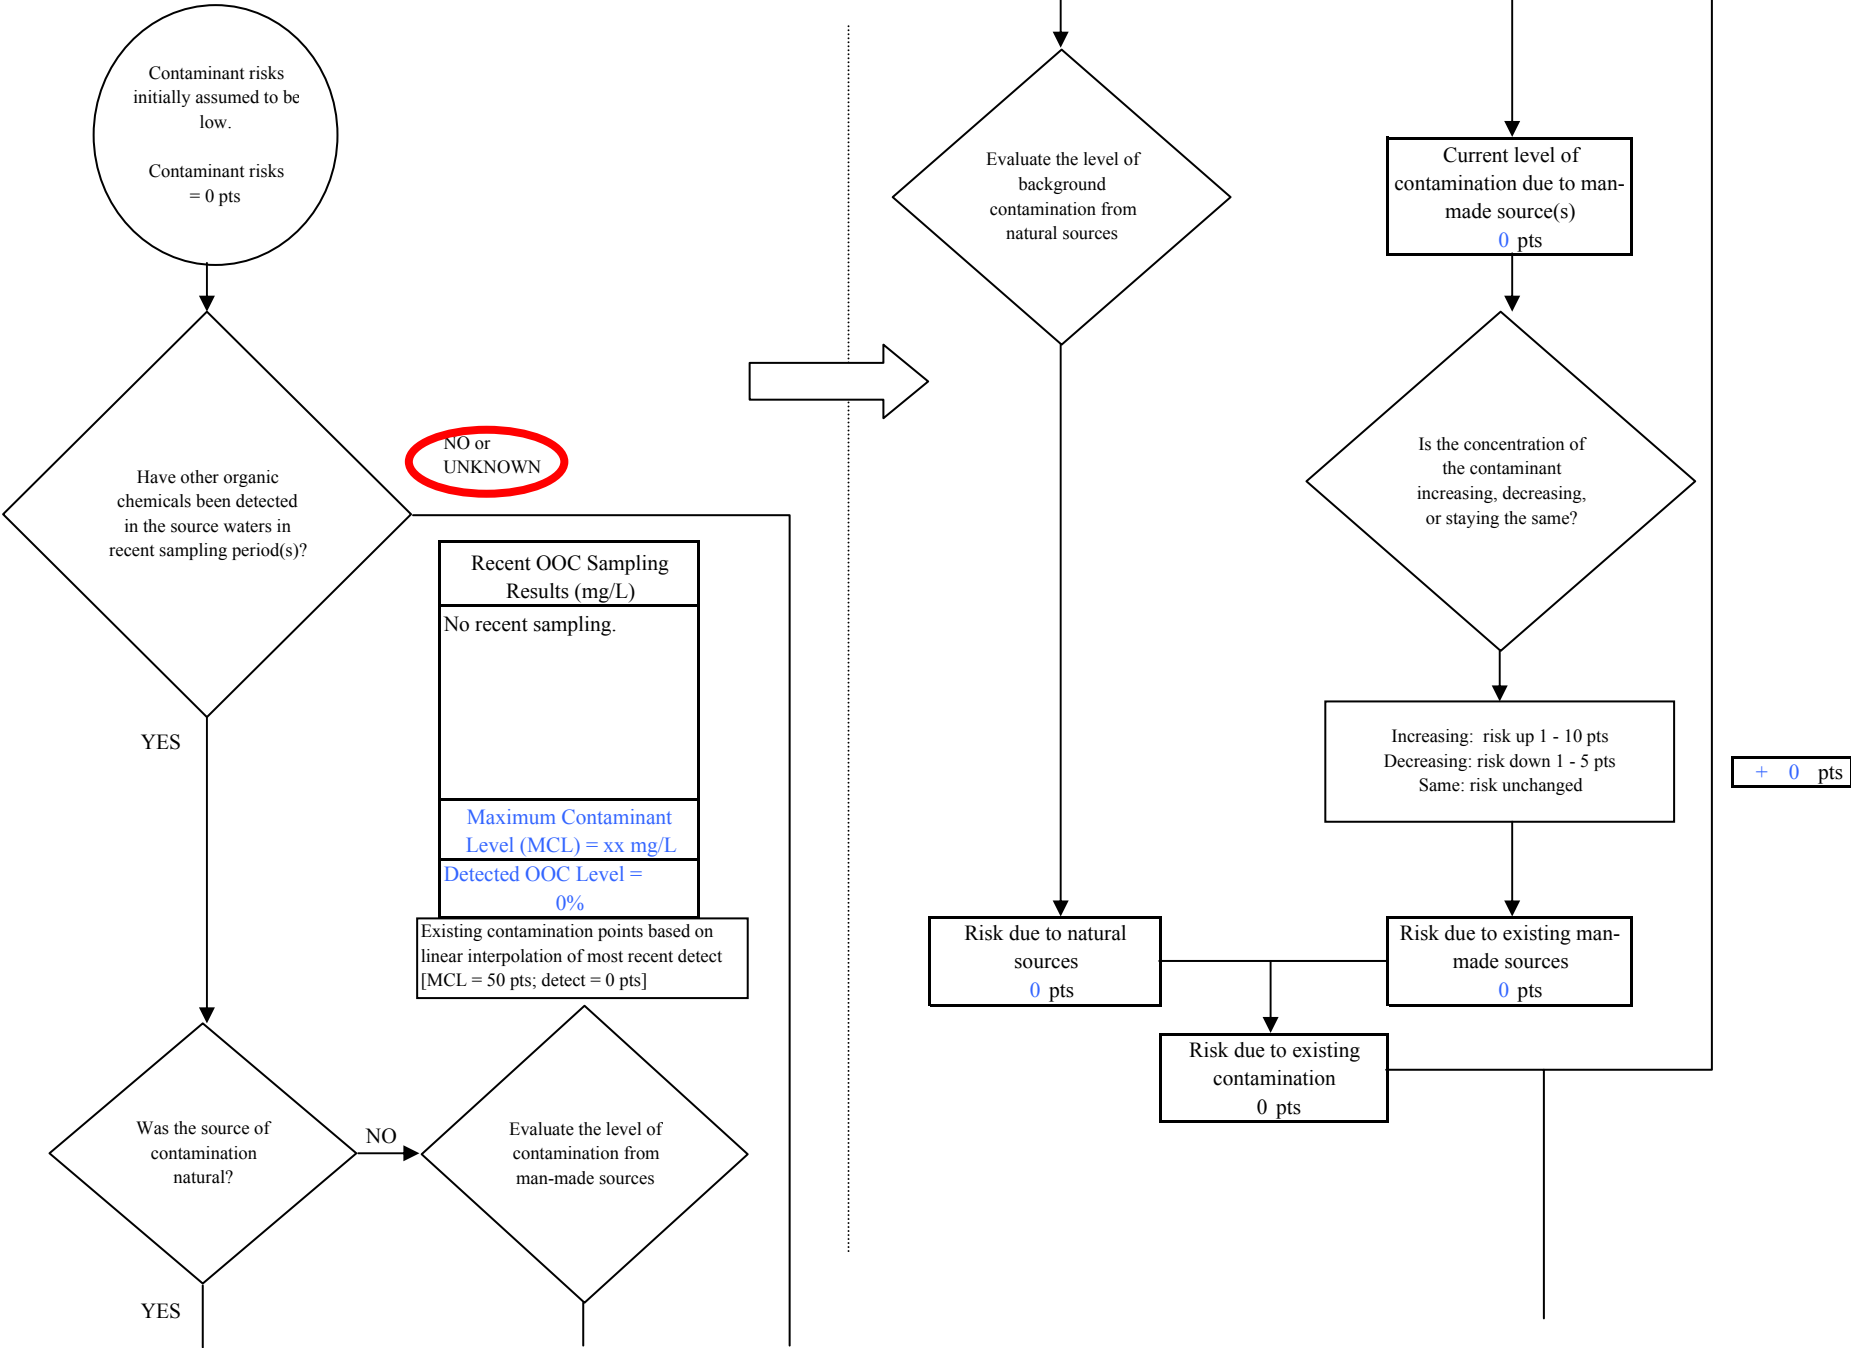 Contaminant risks
initially assumed to be
low.
Contaminant risks
= 0 pts
Have other organic
chemicals been detected
in the source waters in
recent sampling period(s)?
NO or
UNKNOWN
YES
Recent OOC Sampling
Results (mg/L)
No recent sampling.
Maximum Contaminant
Level (MCL) = xx mg/L
Detected OOC Level =
0%
Existing contamination points based on
linear interpolation of most recent detect
[MCL = 50 pts; detect = 0 pts]
Was the source of
contamination
natural?
NO
Evaluate the level of
contamination from
man-made sources
YES
Evaluate the level of
background
contamination from
natural sources
Current level of
contamination due to man-
made source(s)
0 pts
Is the concentration of
the contaminant
increasing, decreasing,
or staying the same?
Increasing: risk up 1 - 10 pts
Decreasing: risk down 1 - 5 pts
Same: risk unchanged
+ 0 pts
Risk due to natural
sources
0 pts
Risk due to existing man-
made sources
0 pts
Risk due to existing
contamination
0 pts